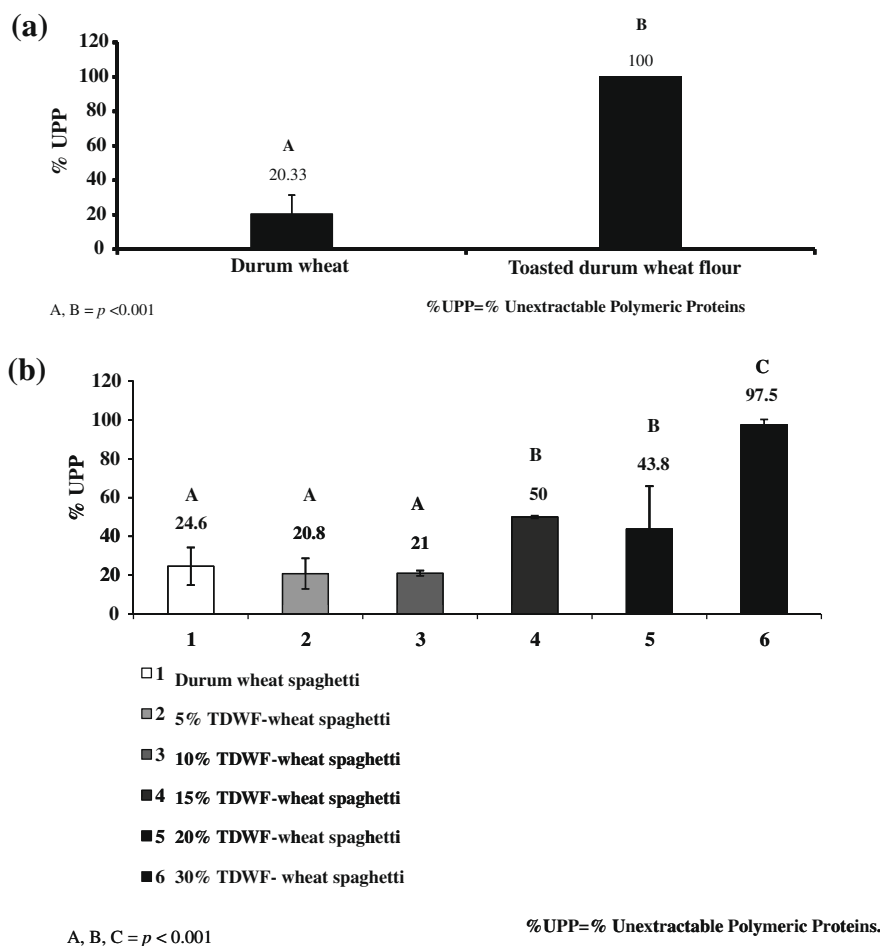 (a)
120
100
80
60
40
20
0
% UPP
A
20.33
B
100
Durum wheat
Toasted durum wheat flour
A, B = p <0.001
%UPP=% Unextractable Polymeric Proteins
(b)
120
100
80
60
40
20
0
% UPP
A
24.6
A
20.8
A
21
B
50
B
43.8
C
97.5
1 2 3 4 5 6
1 Durum wheat spaghetti
2 5% TDWF-wheat spaghetti
3 10% TDWF-wheat spaghetti
4 15% TDWF-wheat spaghetti
5 20% TDWF-wheat spaghetti
6 30% TDWF- wheat spaghetti
A, B, C = p < 0.001
%UPP=% Unextractable Polymeric Proteins.